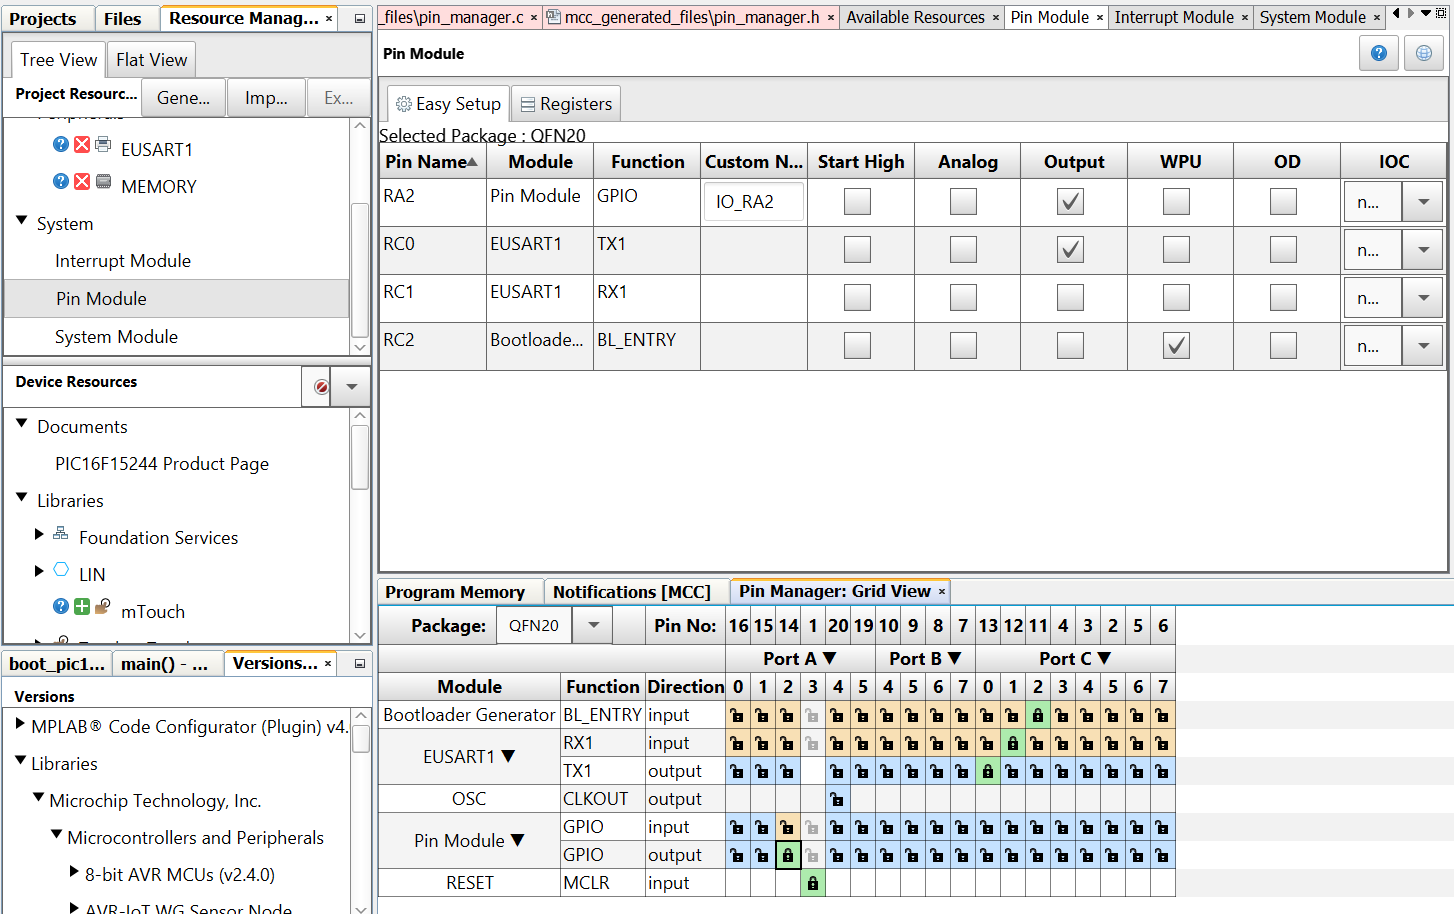 Projects Files Resource Manag... ×
Tree View Flat View
Project Resourc... Gene... Imp... Ex...
Peripherals
EUSART1
MEMORY
System
Interrupt Module
Pin Module
System Module
Device Resources
Documents
PIC16F15244 Product Page
Libraries
Foundation Services
LIN
mTouch
boot_pic1... main() - ... Versions... ×
Versions
MPLAB® Code Configurator (Plugin) v4.
Libraries
Microchip Technology, Inc.
Microcontrollers and Peripherals
8-bit AVR MCUs (v2.4.0)
AVR-IoT WG Sensor Node
_files\pin_manager.c × mcc_generated_files\pin_manager.h × Available Resources × Pin Module × Interrupt Module × System Module ×
Pin Module
Easy Setup Registers
Selected Package : QFN20
Pin Name Module Function Custom N... Start High Analog Output WPU OD IOC
RA2 Pin Module GPIO IO_RA2 n...
RC0 EUSART1 TX1 n...
RC1 EUSART1 RX1 n...
RC2 Bootloade... BL_ENTRY n...
Program Memory Notifications [MCC] Pin Manager: Grid View ×
Package: QFN20 Pin No: 16 15 14 1 20 19 10 9 8 7 13 12 11 4 3 2 5 6
Port A ▼ Port B ▼ Port C ▼
Module Function Direction 0 1 2 3 4 5 4 5 6 7 0 1 2 3 4 5 6 7
Bootloader Generator BL_ENTRY input
EUSART1 ▼ RX1 input
TX1 output
OSC CLKOUT output
Pin Module ▼ GPIO input
GPIO output
RESET MCLR input